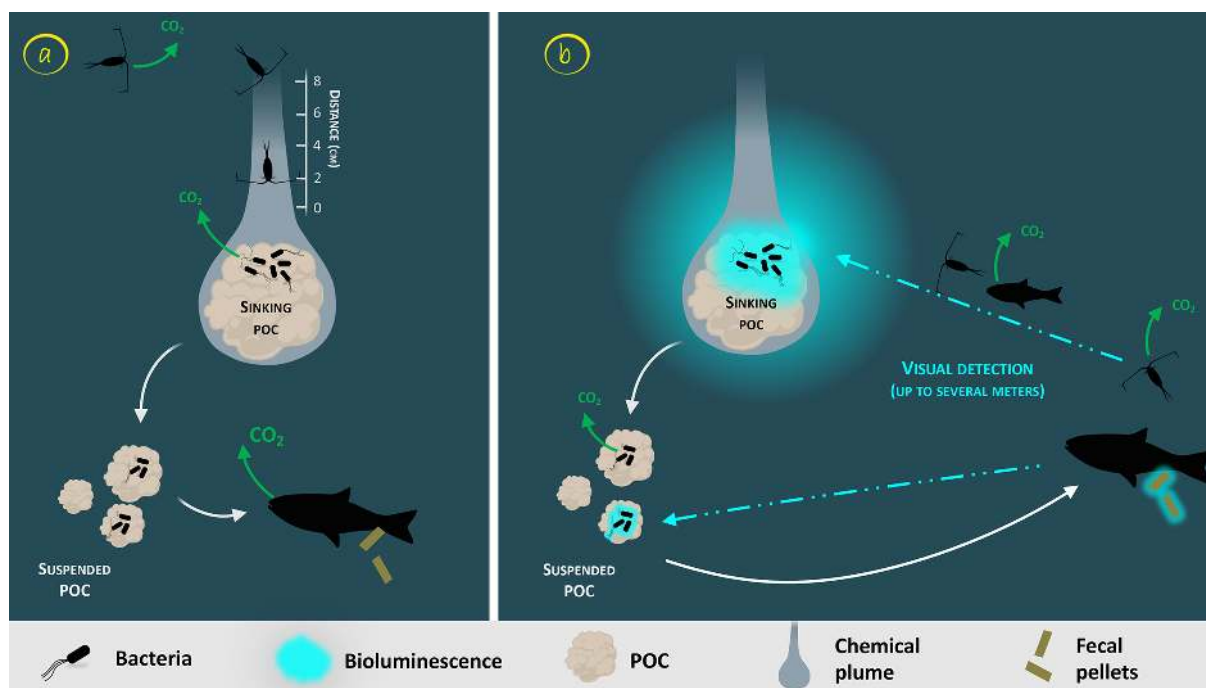 a
CO₂
8
6
4
2
0
DISTANCE (CM)
CO₂
SINKING
POC
CO₂
SUSPENDED
POC
b
SINKING
POC
CO₂
CO₂
VISUAL DETECTION
(UP TO SEVERAL METERS)
CO₂
SUSPENDED
POC
Bacteria
Bioluminescence
POC
Chemical
plume
Fecal
pellets